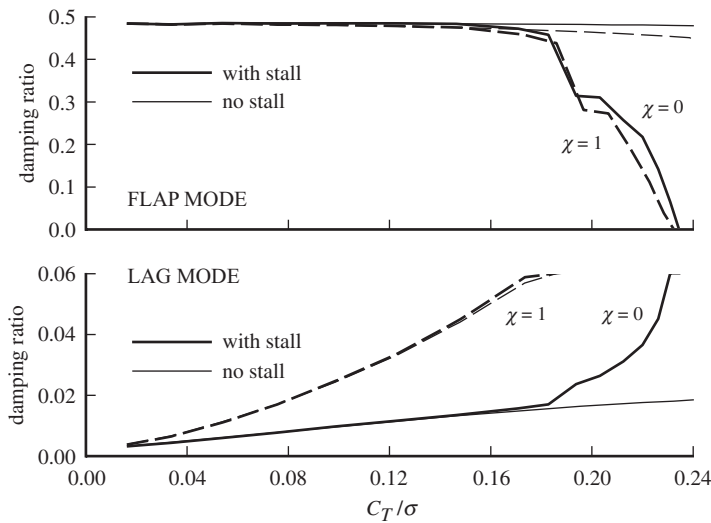 0.5
0.4
0.3
0.2
0.1
0.0
damping ratio
with stall
no stall
χ = 0
χ = 1
FLAP MODE
0.06
0.04
0.02
0.00
damping ratio
LAG MODE
χ = 1
χ = 0
with stall
no stall
0.00 0.04 0.08 0.12 0.16 0.20 0.24
C_T/σ